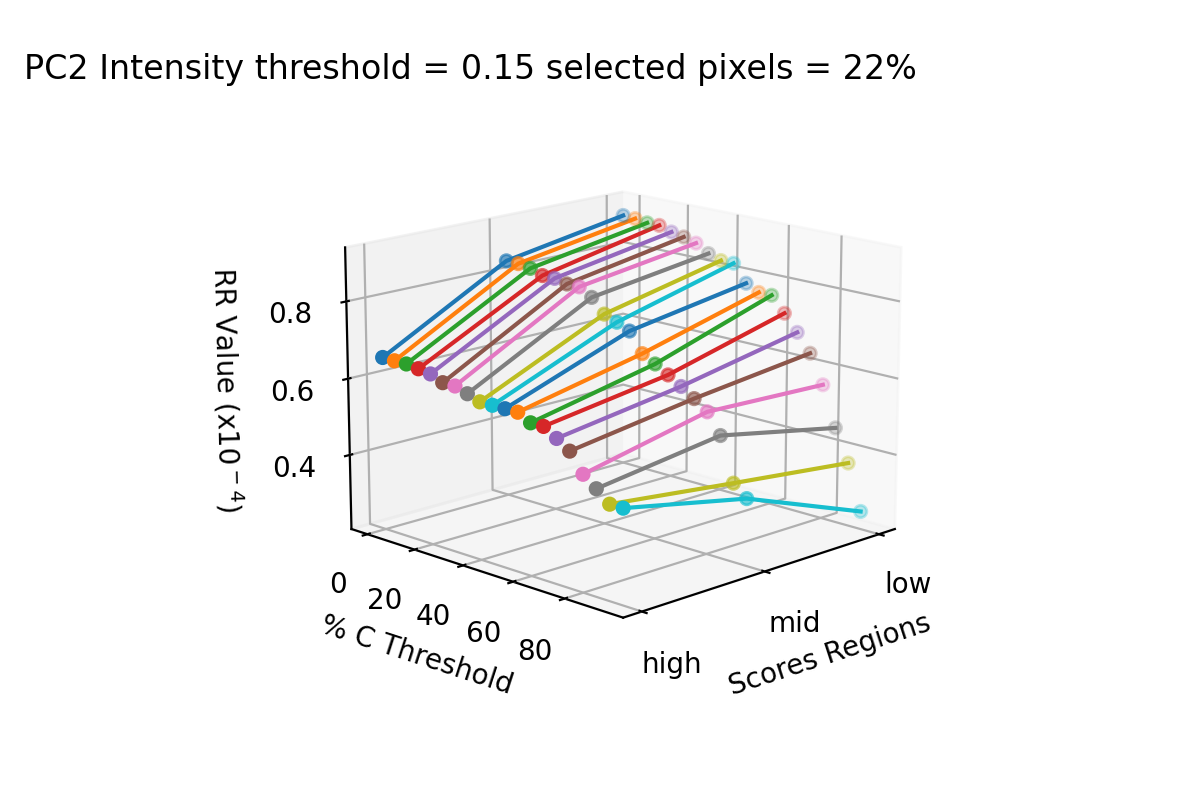 PC2 Intensity threshold = 0.15 selected pixels = 22%
RR Value (x10⁻⁴)
0.8
0.6
0.4
0
20
40
60
80
% C Threshold
high
mid
low
Scores Regions